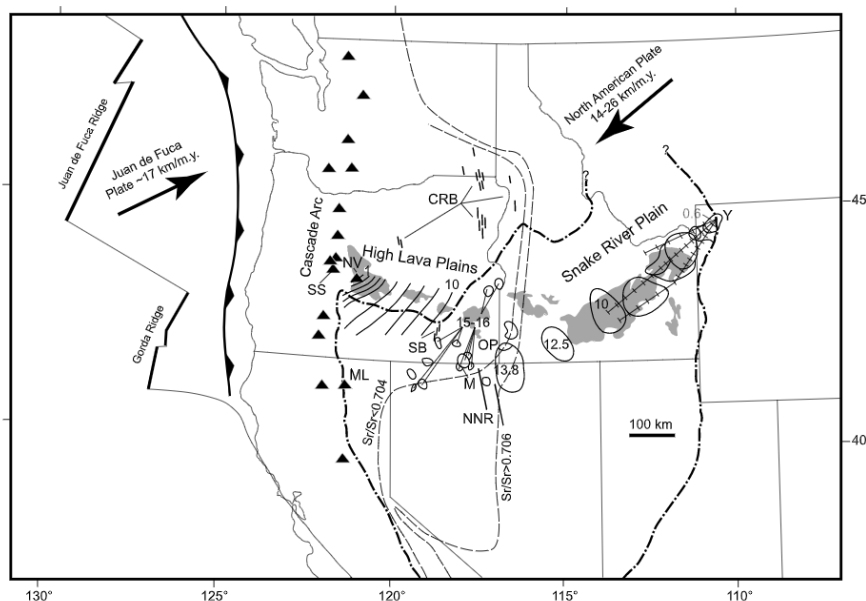 North American Plate
14-26 km/m.y.
Juan de Fuca Ridge
Juan de Fuca
Plate ~17 km/m.y.
?
?
45
CRB
0.6
Y
Cascade Arc
Snake River Plain
High Lava Plains
NV
SS
10
10
Gorda Ridge
15-16
SB
OP
12.5
13.8
ML
M
Sr/Sr<0.704
NNR
Sr/Sr>0.706
100 km
40
130°
125°
120°
115°
110°